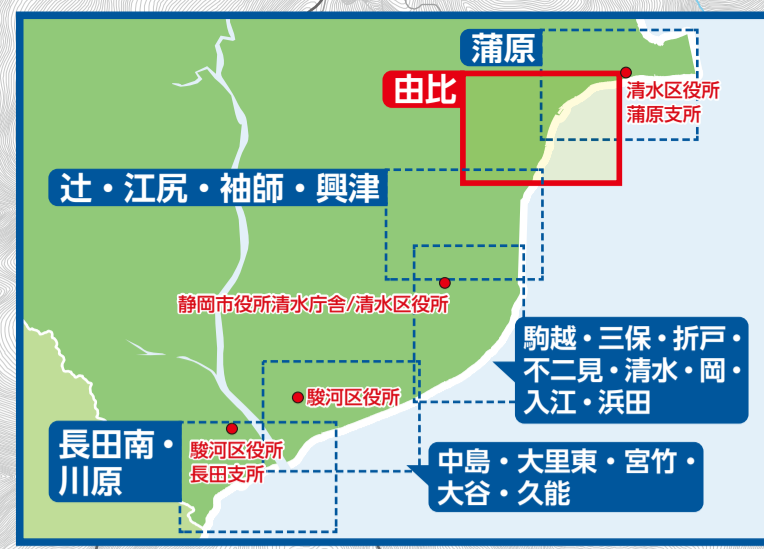 蒲原
由比
清水区役所
蒲原支所
辻・江尻・袖師・興津
静岡市役所清水庁舎/清水区役所
駒越・三保・折戸・
不二見・清水・岡・
入江・浜田
駿河区役所
長田南・
川原
駿河区役所
長田支所
中島・大里東・宮竹・
大谷・久能